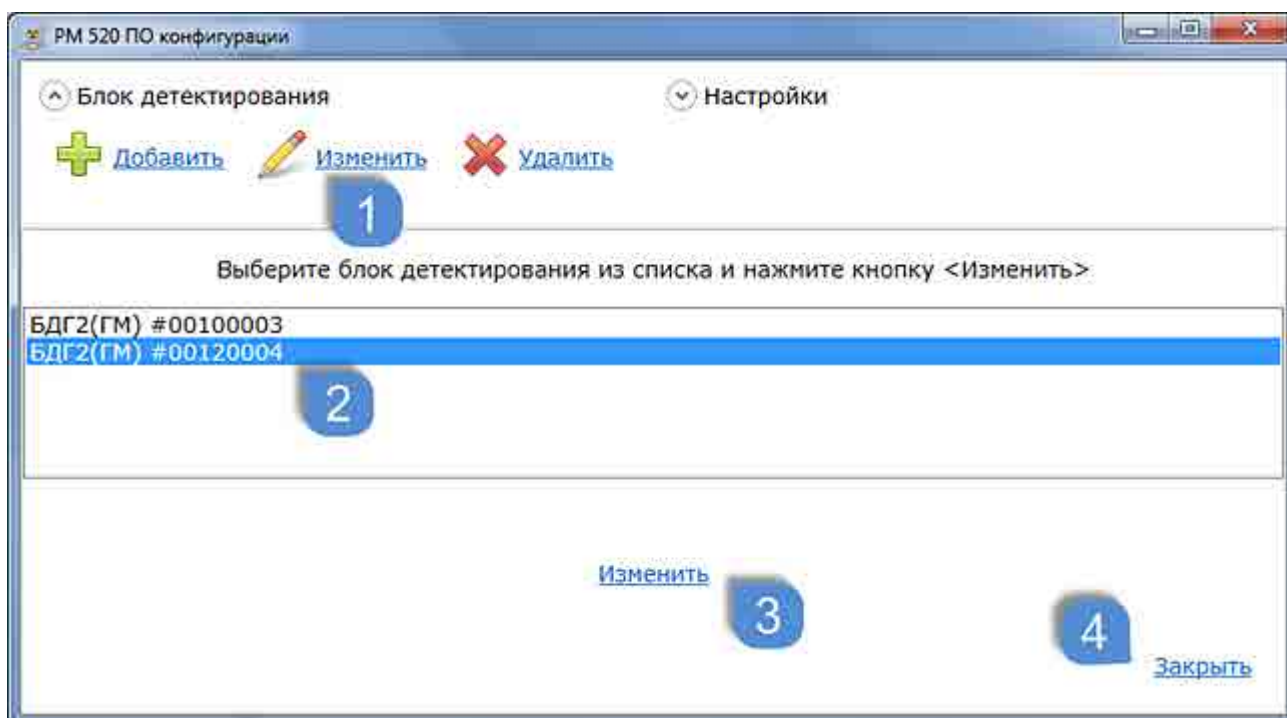 РМ 520 ПО конфигурации
Блок детектирования
Настройки
Добавить
Изменить
Удалить
1
Выберите блок детектирования из списка и нажмите кнопку <Изменить>
БДГ2(ГМ) #00100003
БДГ2(ГМ) #00120004
2
Изменить
3
4
Закрыть